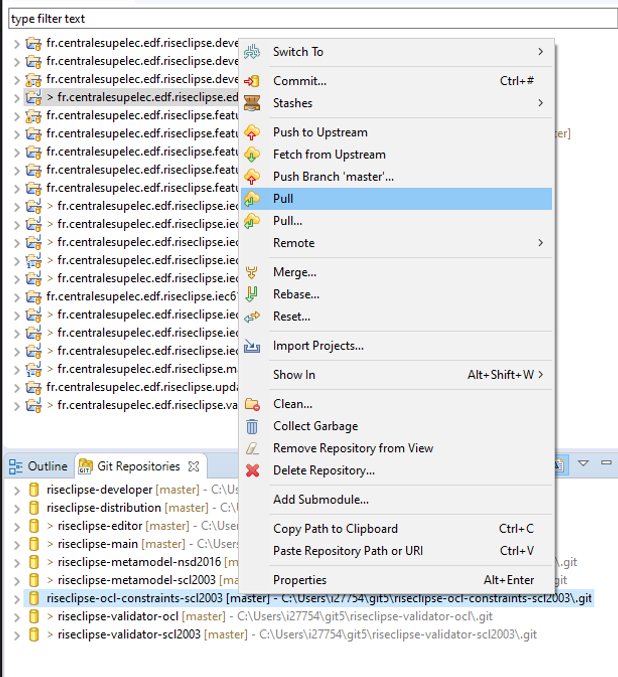 type filter text
fr.centralesupelec.edf.riseclipse.deve
fr.centralesupelec.edf.riseclipse.deve
fr.centralesupelec.edf.riseclipse.deve
> fr.centralesupelec.edf.riseclipse.ed
fr.centralesupelec.edf.riseclipse.featu
fr.centralesupelec.edf.riseclipse.featu
fr.centralesupelec.edf.riseclipse.featu
fr.centralesupelec.edf.riseclipse.featu
fr.centralesupelec.edf.riseclipse.featu
> fr.centralesupelec.edf.riseclipse.iec
> fr.centralesupelec.edf.riseclipse.iec
> fr.centralesupelec.edf.riseclipse.iec
> fr.centralesupelec.edf.riseclipse.iec
> fr.centralesupelec.edf.riseclipse.iec
fr.centralesupelec.edf.riseclipse.iec6
> fr.centralesupelec.edf.riseclipse.iec
> fr.centralesupelec.edf.riseclipse.iec
> fr.centralesupelec.edf.riseclipse.iec
> fr.centralesupelec.edf.riseclipse.ma
fr.centralesupelec.edf.riseclipse.upda
> fr.centralesupelec.edf.riseclipse.va
Switch To
Commit... Ctrl+#
Stashes
Push to Upstream
Fetch from Upstream
Push Branch 'master'...
Pull
Pull...
Remote
Merge...
Rebase...
Reset...
Import Projects...
Show In Alt+Shift+W
Clean...
Collect Garbage
Remove Repository from View
Delete Repository...
Add Submodule...
Copy Path to Clipboard Ctrl+C
Paste Repository Path or URI Ctrl+V
Properties Alt+Enter
Outline Git Repositories
riseclipse-developer [master] - C:\Us
riseclipse-distribution [master] - C:\U
> riseclipse-editor [master] - C:\User
> riseclipse-main [master] - C:\Users
> riseclipse-metamodel-nsd2016 [master] .git
> riseclipse-metamodel-scl2003 [master] git
riseclipse-ocl-constraints-scl2003 [master] - C:\Users\i27754\git5\riseclipse-ocl-constraints-scl2003\.git
> riseclipse-validator-ocl [master] - C:\Users\i27754\git5\riseclipse-validator-ocl\.git
> riseclipse-validator-scl2003 [master] - C:\Users\i27754\git5\riseclipse-validator-scl2003\.git